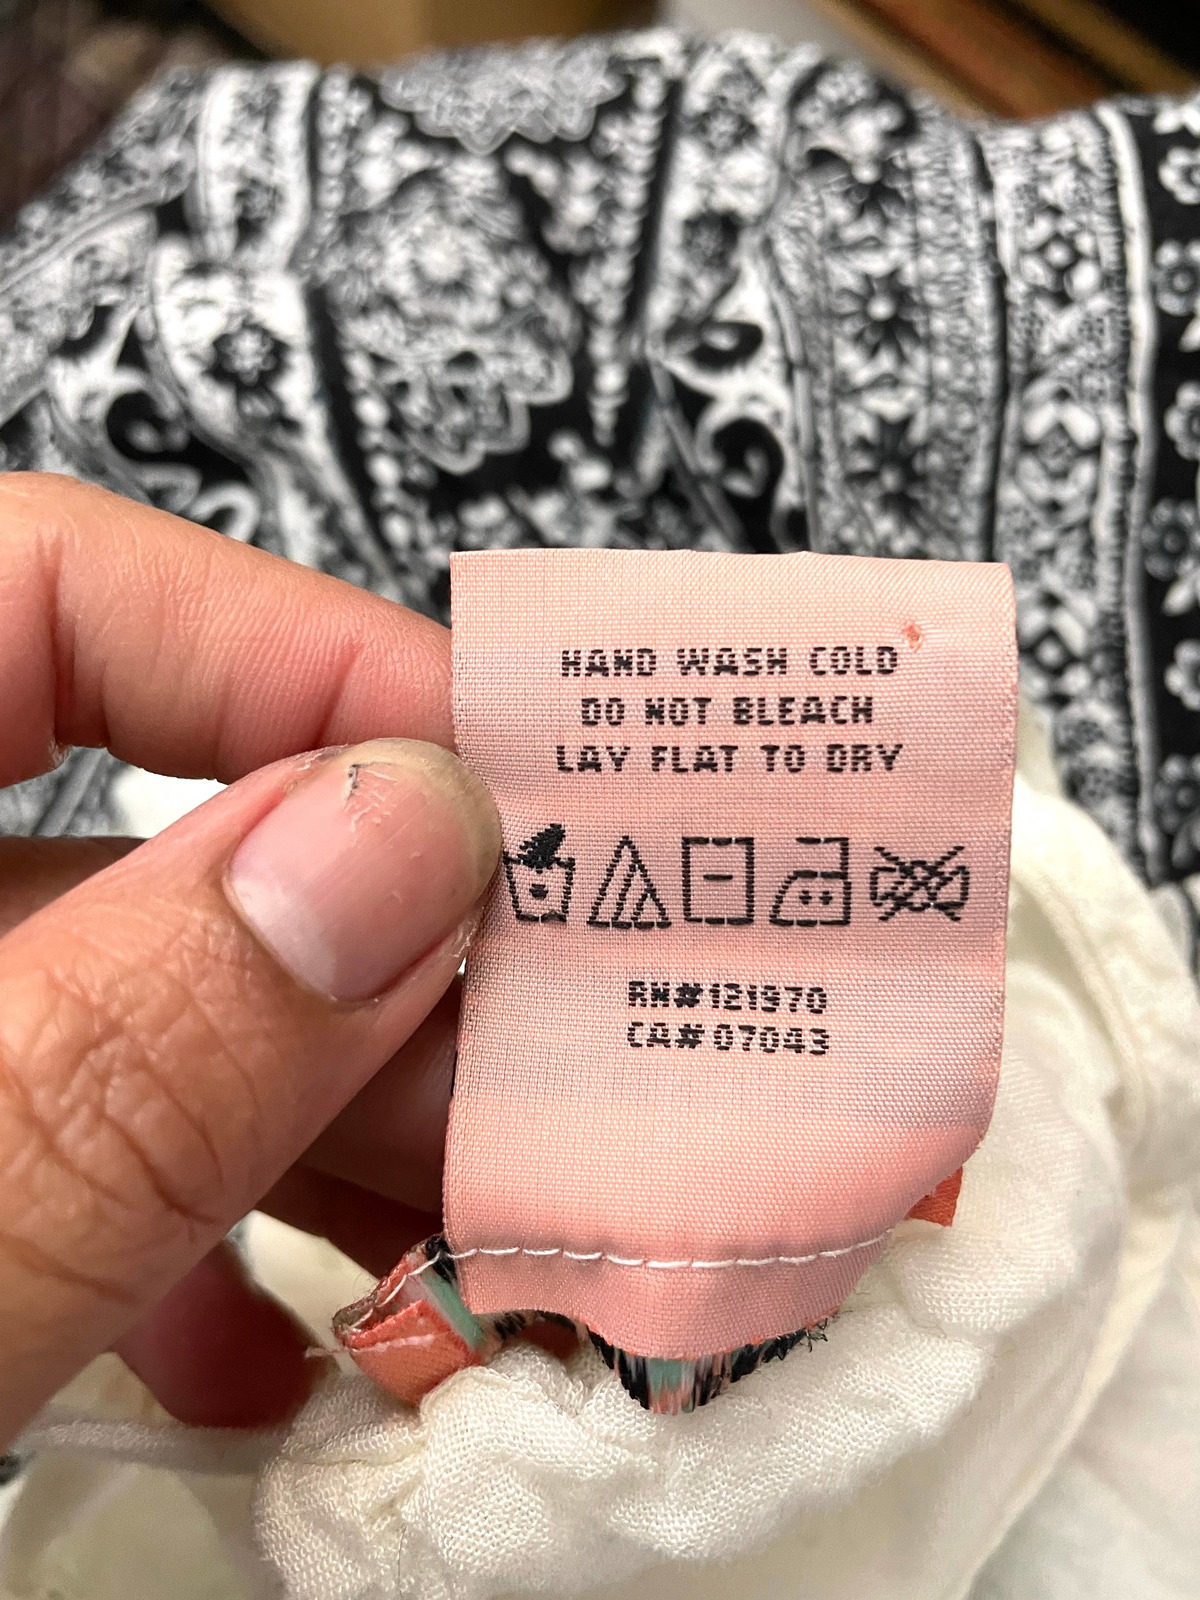 HAND WASH COLD
DO NOT BLEACH
LAY FLAT TO DRY
RN#121970
CA#07043